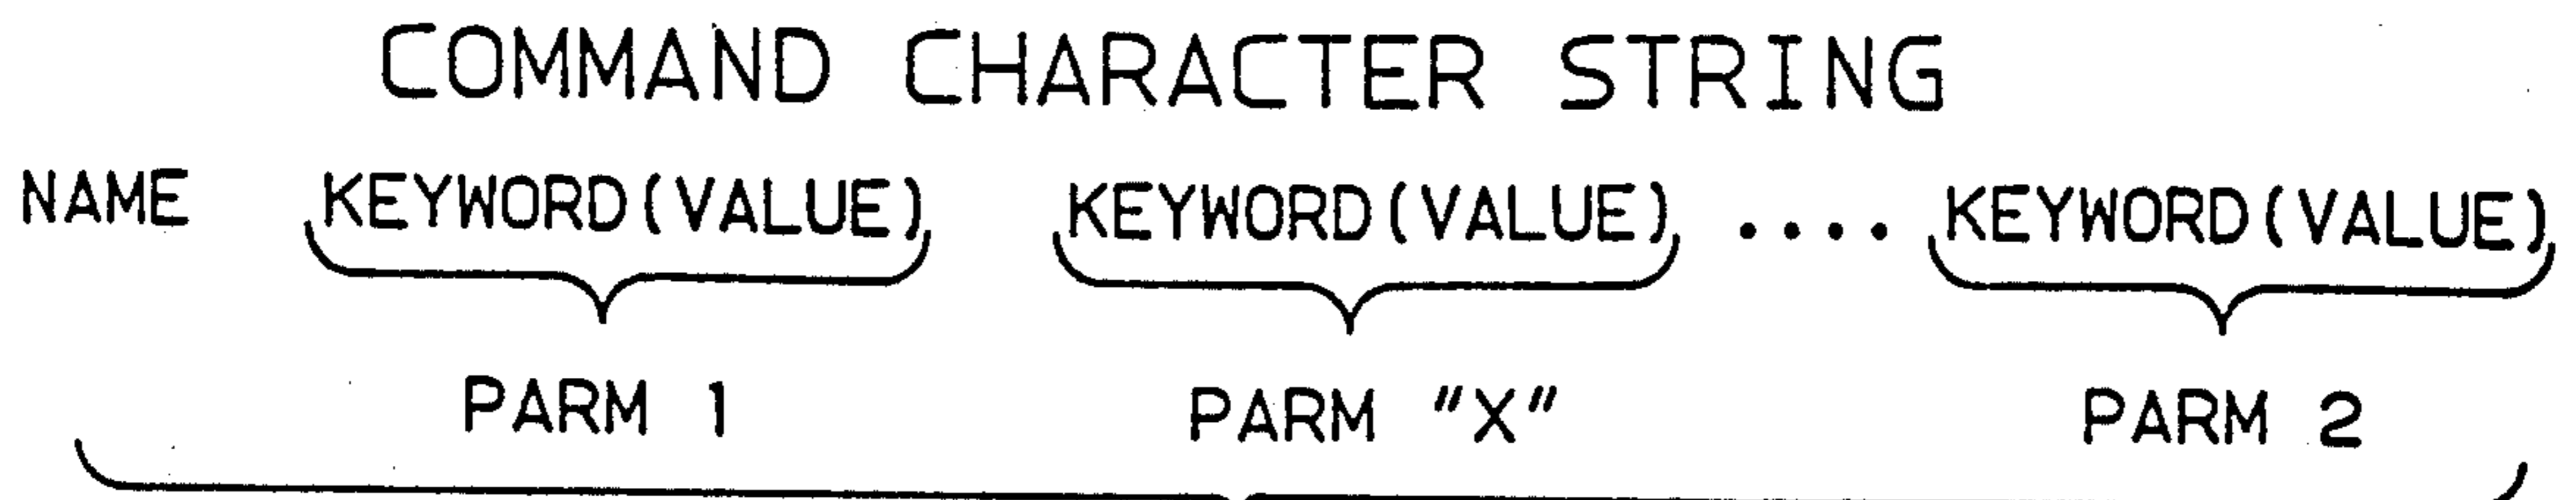 COMMAND CHARACTER STRING
NAME KEYWORD(VALUE) KEYWORD(VALUE) .... KEYWORD(VALUE)
PARM 1 PARM "X" PARM 2